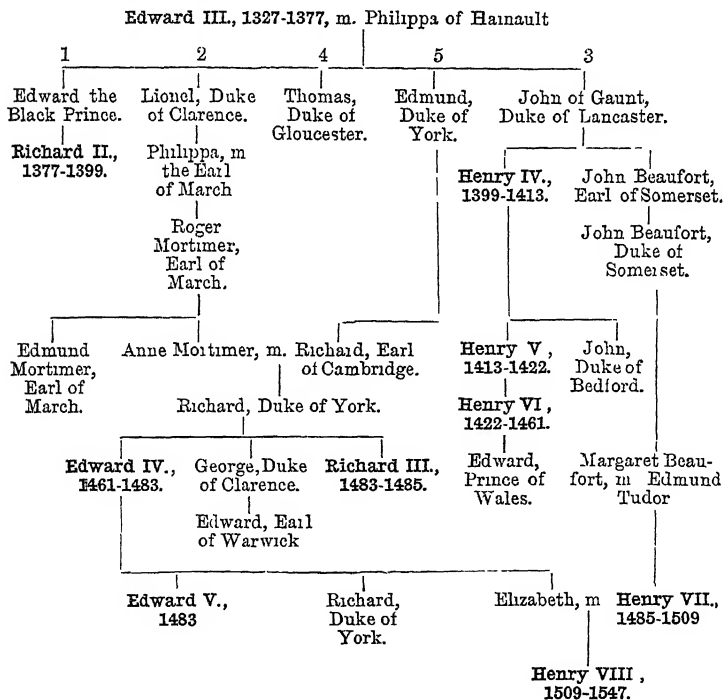 Edward III., 1327-1377, m. Philippa of Hainault
1 2 4 5 3
Edward the Black Prince.
Lionel, Duke of Clarence.
Thomas, Duke of Gloucester.
Edmund, Duke of York.
John of Gaunt, Duke of Lancaster.
Richard II., 1377-1399.
Philippa, m the Earl of March
Henry IV., 1399-1413.
John Beaufort, Earl of Somerset.
Roger Mortimer, Earl of March.
John Beaufort, Duke of Somerset.
Edmund Mortimer, Earl of March.
Anne Mortimer, m.
Richard, Earl of Cambridge.
Henry V, 1413-1422.
John, Duke of Bedford.
Richard, Duke of York.
Henry VI, 1422-1461.
Edward IV., 1461-1483.
George, Duke of Clarence.
Richard III., 1483-1485.
Edward, Prince of Wales.
Margaret Beau-fort, m Edmund Tudor
Edward, Earl of Warwick
Edward V., 1483
Richard, Duke of York.
Elizabeth, m
Henry VII., 1485-1509
Henry VIII, 1509-1547.